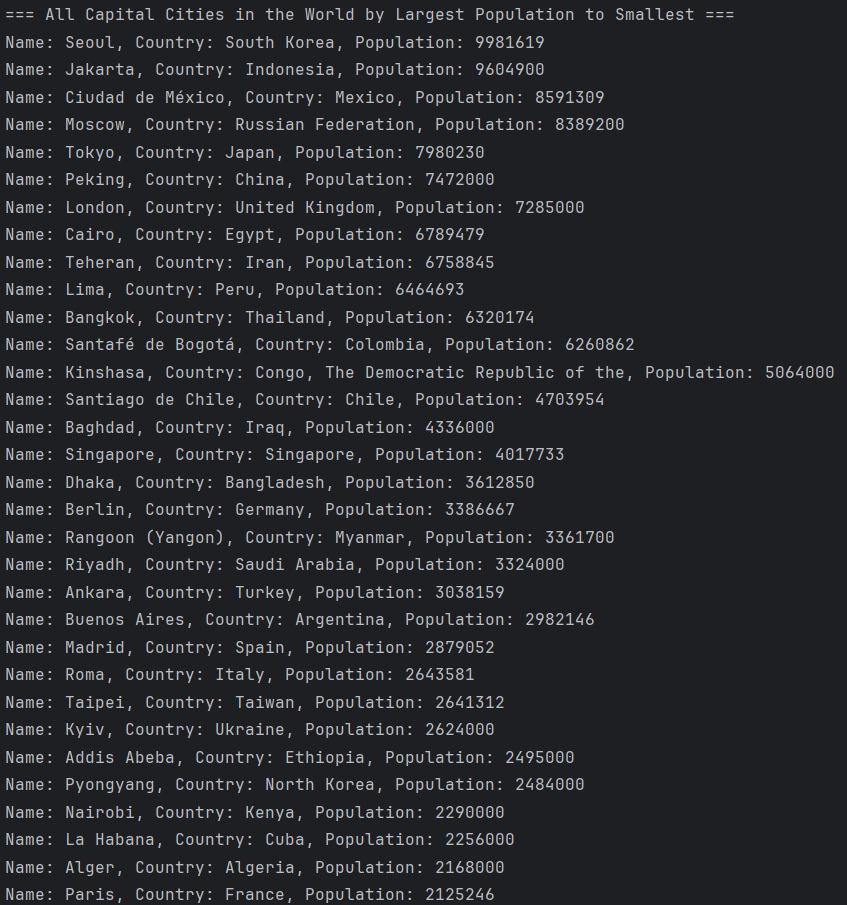 === All Capital Cities in the World by Largest Population to Smallest ===
Name: Seoul, Country: South Korea, Population: 9981619
Name: Jakarta, Country: Indonesia, Population: 9604900
Name: Ciudad de México, Country: Mexico, Population: 8591309
Name: Moscow, Country: Russian Federation, Population: 8389200
Name: Tokyo, Country: Japan, Population: 7980230
Name: Peking, Country: China, Population: 7472000
Name: London, Country: United Kingdom, Population: 7285000
Name: Cairo, Country: Egypt, Population: 6789479
Name: Teheran, Country: Iran, Population: 6758845
Name: Lima, Country: Peru, Population: 6464693
Name: Bangkok, Country: Thailand, Population: 6320174
Name: Santafé de Bogotá, Country: Colombia, Population: 6260862
Name: Kinshasa, Country: Congo, The Democratic Republic of the, Population: 5064000
Name: Santiago de Chile, Country: Chile, Population: 4703954
Name: Baghdad, Country: Iraq, Population: 4336000
Name: Singapore, Country: Singapore, Population: 4017733
Name: Dhaka, Country: Bangladesh, Population: 3612850
Name: Berlin, Country: Germany, Population: 3386667
Name: Rangoon (Yangon), Country: Myanmar, Population: 3361700
Name: Riyadh, Country: Saudi Arabia, Population: 3324000
Name: Ankara, Country: Turkey, Population: 3038159
Name: Buenos Aires, Country: Argentina, Population: 2982146
Name: Madrid, Country: Spain, Population: 2879052
Name: Roma, Country: Italy, Population: 2643581
Name: Taipei, Country: Taiwan, Population: 2641312
Name: Kyiv, Country: Ukraine, Population: 2624000
Name: Addis Abeba, Country: Ethiopia, Population: 2495000
Name: Pyongyang, Country: North Korea, Population: 2484000
Name: Nairobi, Country: Kenya, Population: 2290000
Name: La Habana, Country: Cuba, Population: 2256000
Name: Alger, Country: Algeria, Population: 2168000
Name: Paris, Country: France, Population: 2125246